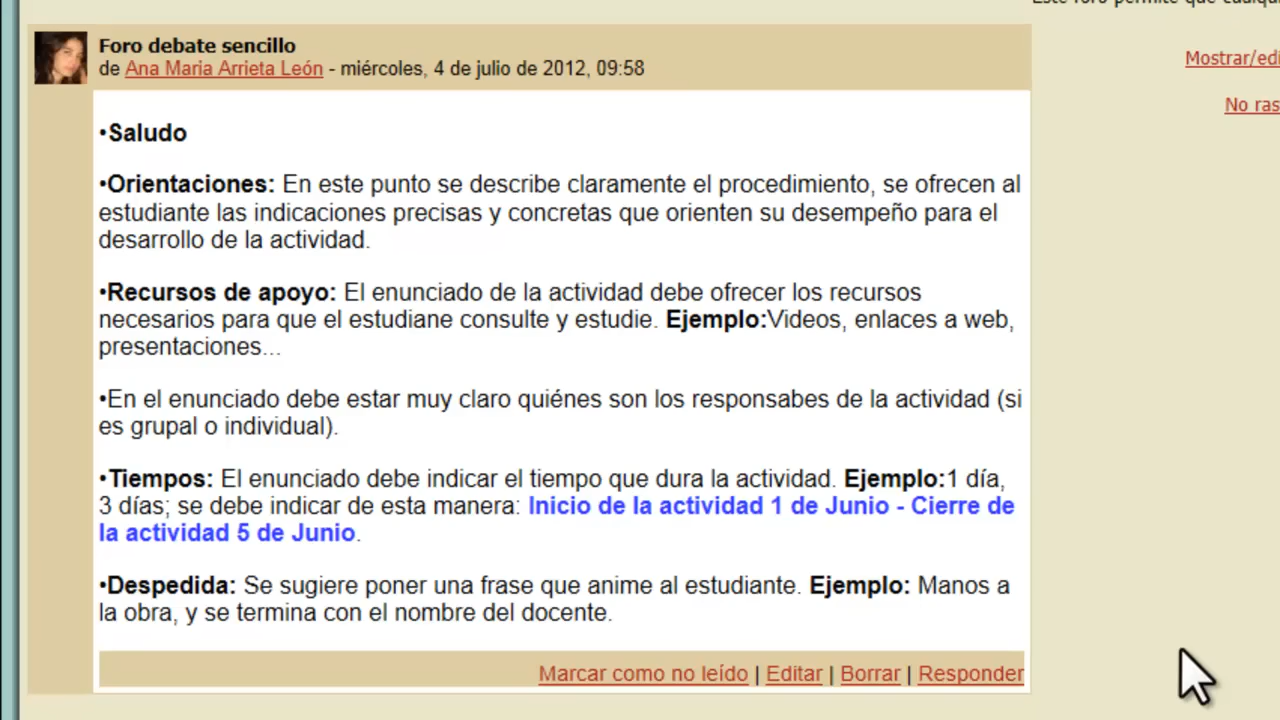 Foro debate sencillo
de Ana Maria Arrieta León - miércoles, 4 de julio de 2012, 09:58
Mostrar/edi
No ras
•Saludo
•Orientaciones: En este punto se describe claramente el procedimiento, se ofrecen al
estudiante las indicaciones precisas y concretas que orienten su desempeño para el
desarrollo de la actividad.
•Recursos de apoyo: El enunciado de la actividad debe ofrecer los recursos
necesarios para que el estudiane consulte y estudie. Ejemplo:Videos, enlaces a web,
presentaciones...
•En el enunciado debe estar muy claro quiénes son los responsabes de la actividad (si
es grupal o individual).
•Tiempos: El enunciado debe indicar el tiempo que dura la actividad. Ejemplo:1 día,
3 días; se debe indicar de esta manera: Inicio de la actividad 1 de Junio - Cierre de
la actividad 5 de Junio.
•Despedida: Se sugiere poner una frase que anime al estudiante. Ejemplo: Manos a
la obra, y se termina con el nombre del docente.
Marcar como no leído | Editar | Borrar | Responder